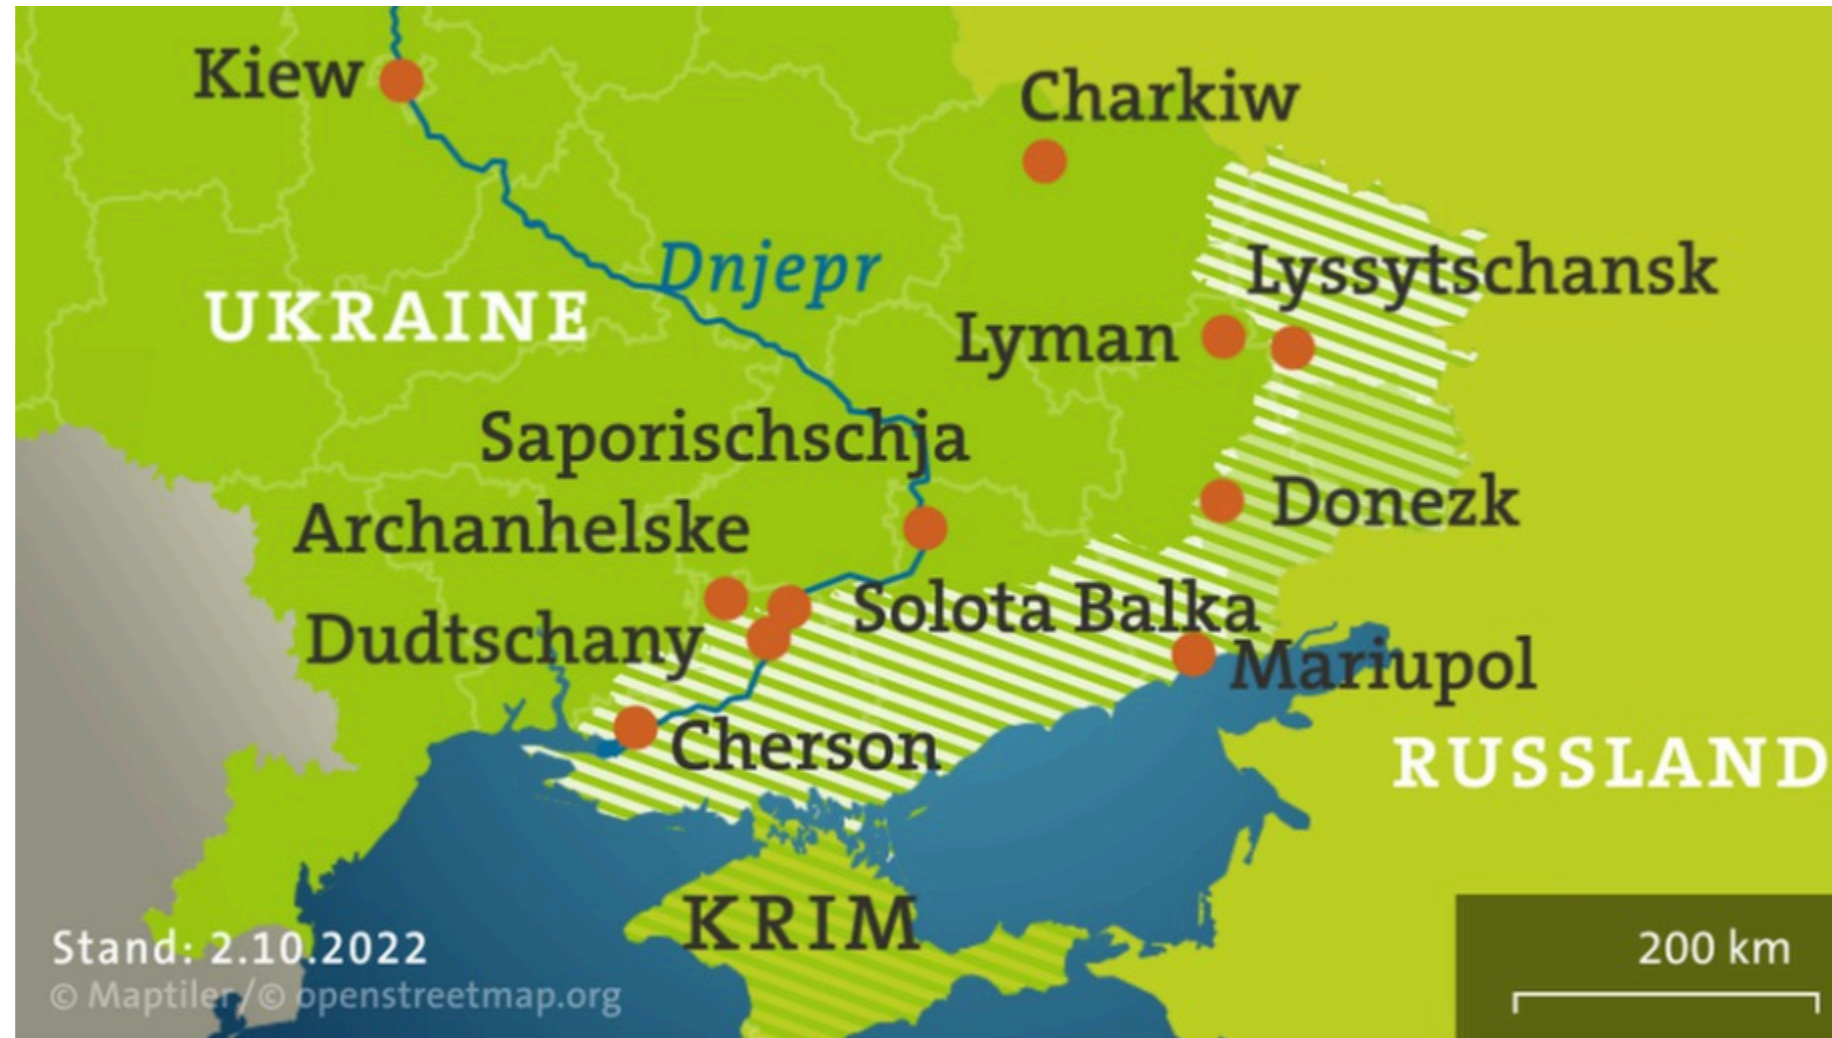 Kiew
Charkiw
Dnjepr
Lyssytschansk
UKRAINE
Lyman
Saporischschja
Donezk
Archanhelske
Solota Balka
Dudtschany
Mariupol
Cherson
RUSSLAND
KRIM
Stand: 2.10.2022
200 km
© Maptiler/© openstreetmap.org